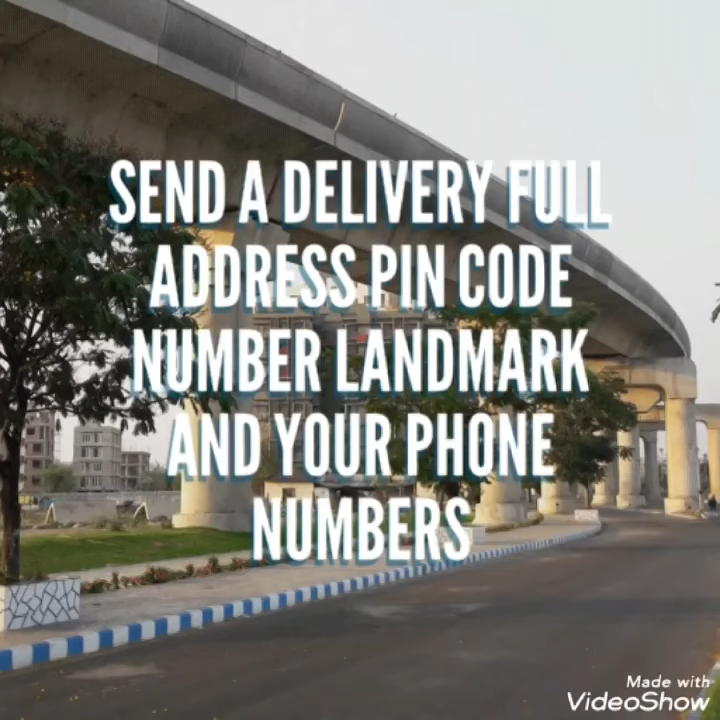 SEND A DELIVERY FULL
ADDRESS PIN CODE
NUMBER LANDMARK
AND YOUR PHONE
NUMBERS
Made with
VideoShow